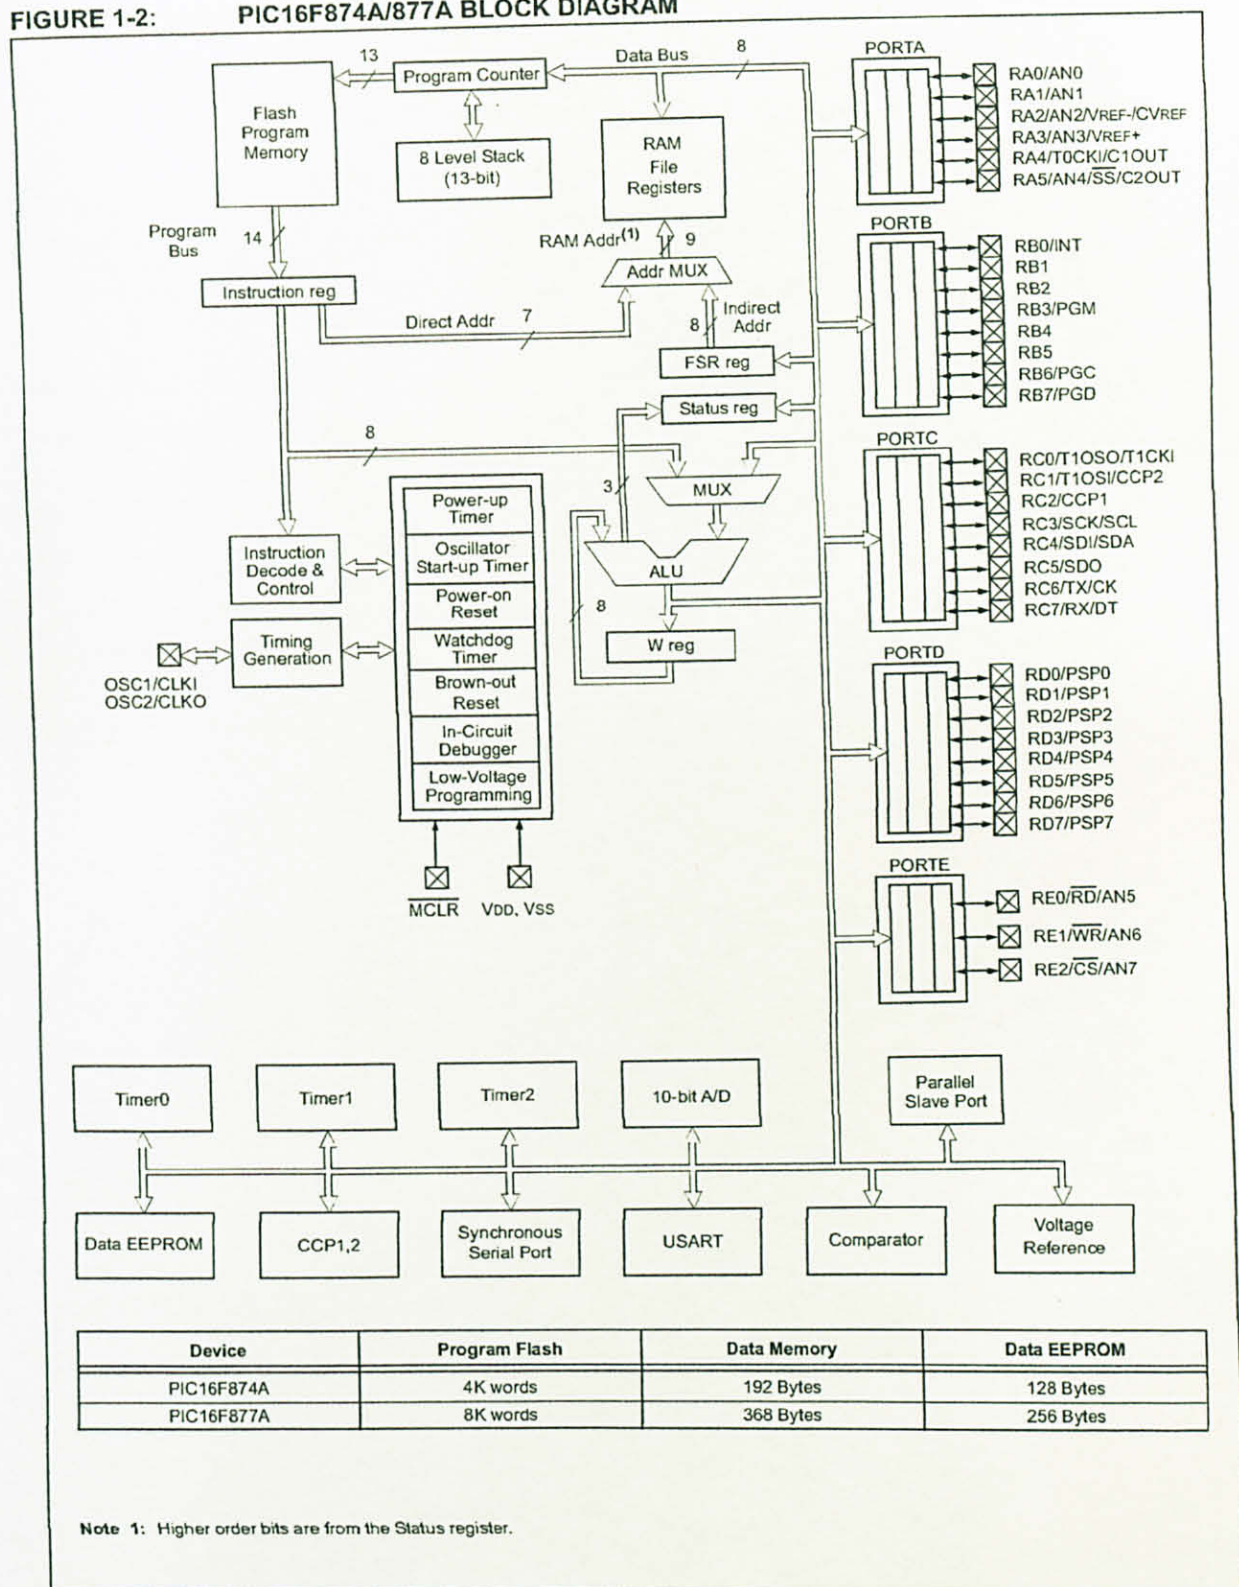 FIGURE 1-2: PIC16F874A/877A BLOCK DIAGRAM
13
Program Counter
Data Bus
8
Flash
Program
Memory
8 Level Stack
(13-bit)
RAM
File
Registers
Program
Bus
14
RAM Addr(1)
9
Addr MUX
Instruction reg
Direct Addr
7
8
Indirect
Addr
FSR reg
Status reg
8
3
MUX
ALU
8
W reg
Power-up
Timer
Oscillator
Start-up Timer
Power-on
Reset
Watchdog
Timer
Brown-out
Reset
In-Circuit
Debugger
Low-Voltage
Programming
Instruction
Decode &
Control
Timing
Generation
OSC1/CLKI
OSC2/CLKO
MCLR
VDD, VSS
PORTA
RA0/AN0
RA1/AN1
RA2/AN2/VREF-/CVREF
RA3/AN3/VREF+
RA4/T0CKI/C1OUT
RA5/AN4/SS/C2OUT
PORTB
RB0/INT
RB1
RB2
RB3/PGM
RB4
RB5
RB6/PGC
RB7/PGD
PORTC
RC0/T1OSO/T1CKI
RC1/T1OSI/CCP2
RC2/CCP1
RC3/SCK/SCL
RC4/SDI/SDA
RC5/SDO
RC6/TX/CK
RC7/RX/DT
PORTD
RD0/PSP0
RD1/PSP1
RD2/PSP2
RD3/PSP3
RD4/PSP4
RD5/PSP5
RD6/PSP6
RD7/PSP7
PORTE
RE0/RD/AN5
RE1/WR/AN6
RE2/CS/AN7
Timer0
Timer1
Timer2
10-bit A/D
Parallel
Slave Port
Data EEPROM
CCP1,2
Synchronous
Serial Port
USART
Comparator
Voltage
Reference
Device Program Flash Data Memory Data EEPROM
PIC16F874A 4K words 192 Bytes 128 Bytes
PIC16F877A 8K words 368 Bytes 256 Bytes
Note 1: Higher order bits are from the Status register.